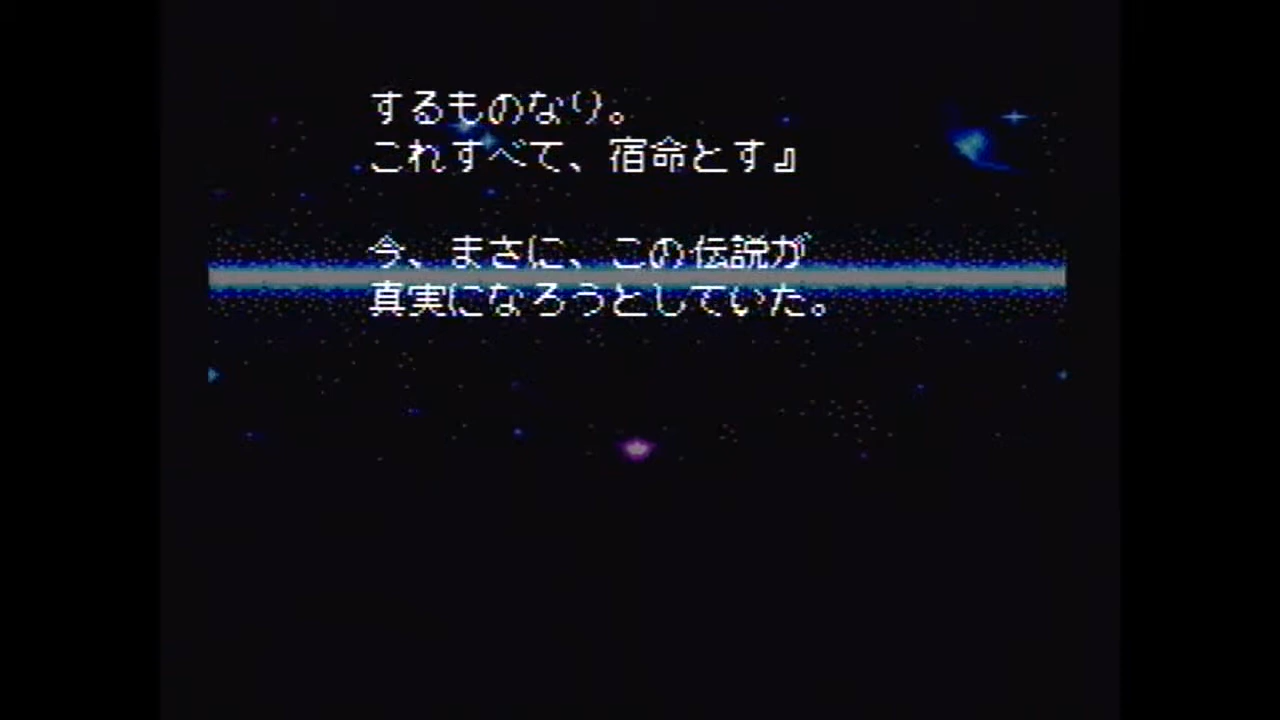 するものなり。
これすべて、宿命とす』
今、まさに、この伝説が
真実になろうとしていた。